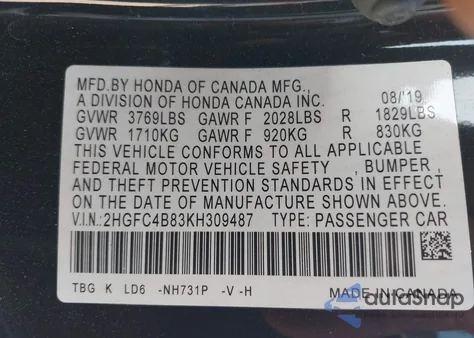 MFD.BY HONDA OF CANADA MFG.,
A DIVISION OF HONDA CANADA INC. 08/19
GVWR 3769LBS GAWR F 2028LBS R 1829LBS
GVWR 1710KG GAWR F 920KG R 830KG
THIS VEHICLE CONFORMS TO ALL APPLICABLE
FEDERAL MOTOR VEHICLE SAFETY, BUMPER,
AND THEFT PREVENTION STANDARDS IN EFFECT
ON THE DATE OF MANUFACTURE SHOWN ABOVE.
V.I.N.:2HGFC4B83KH309487 TYPE: PASSENGER CAR
TBG K LD6 -NH731P -V -H MADE IN CANADA
autoShop